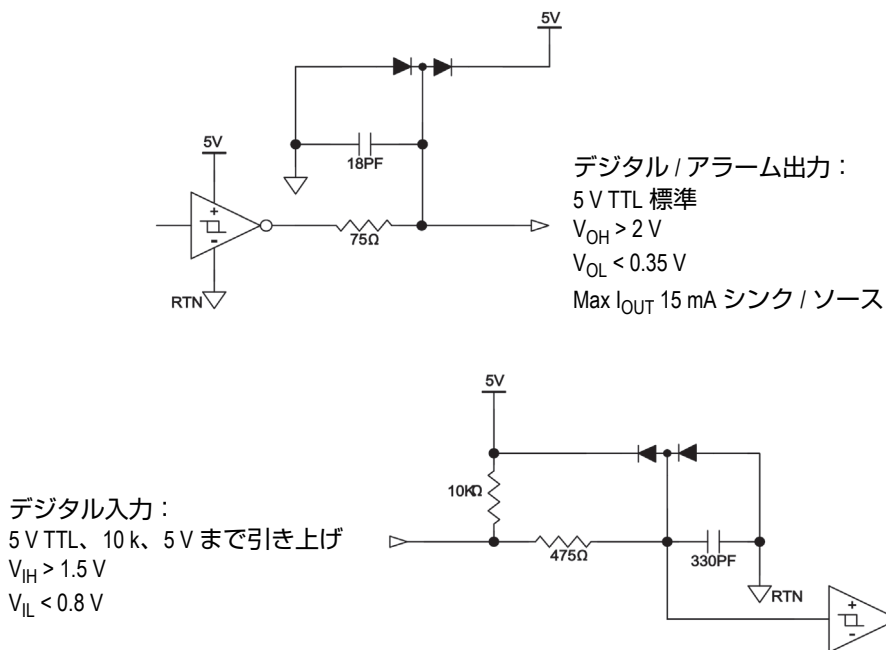 5V
5V
18PF
75Ω
RTN
デジタル / アラーム出力：
5 V TTL 標準
VOH > 2 V
VOL < 0.35 V
Max IOUT 15 mA シンク / ソース
5V
10KΩ
デジタル入力：
5 V TTL、10 k、5 V まで引き上げ
VIH > 1.5 V
VIL < 0.8 V
475Ω
330PF
RTN